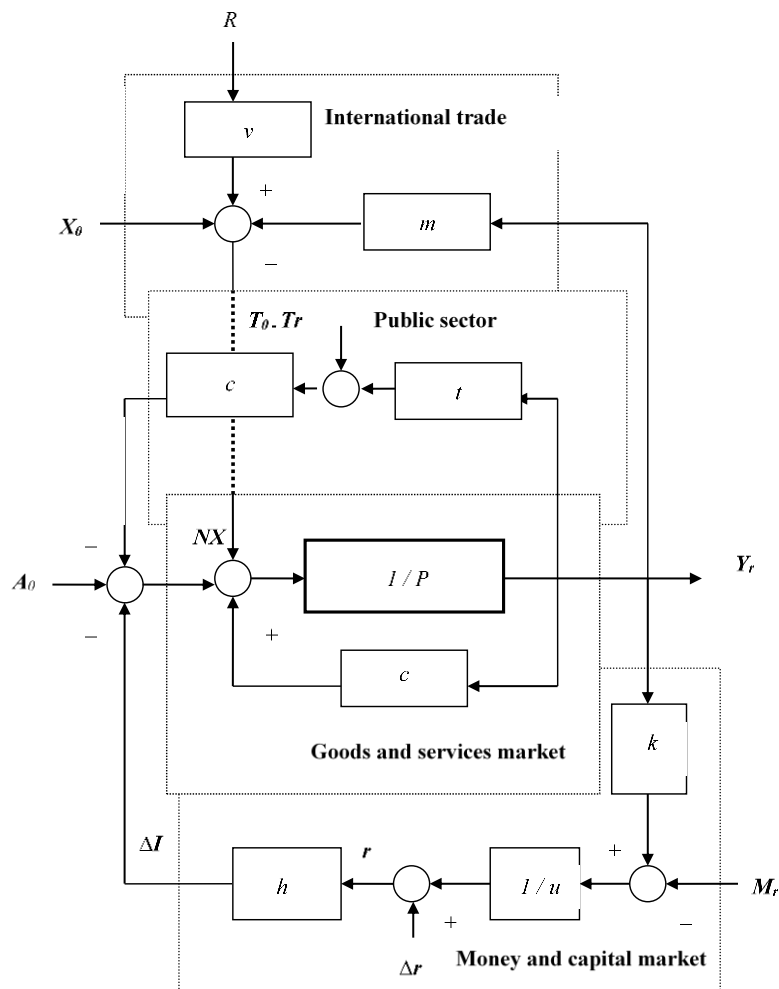 R
International trade
v
+
X₀
m
–
T₀ - Tr
Public sector
c
t
–
NX
A₀
1 / P
Yᵣ
–
+
c
Goods and services market
k
ΔI
r
+
h
1 / u
Mᵣ
+
–
Δr
Money and capital market